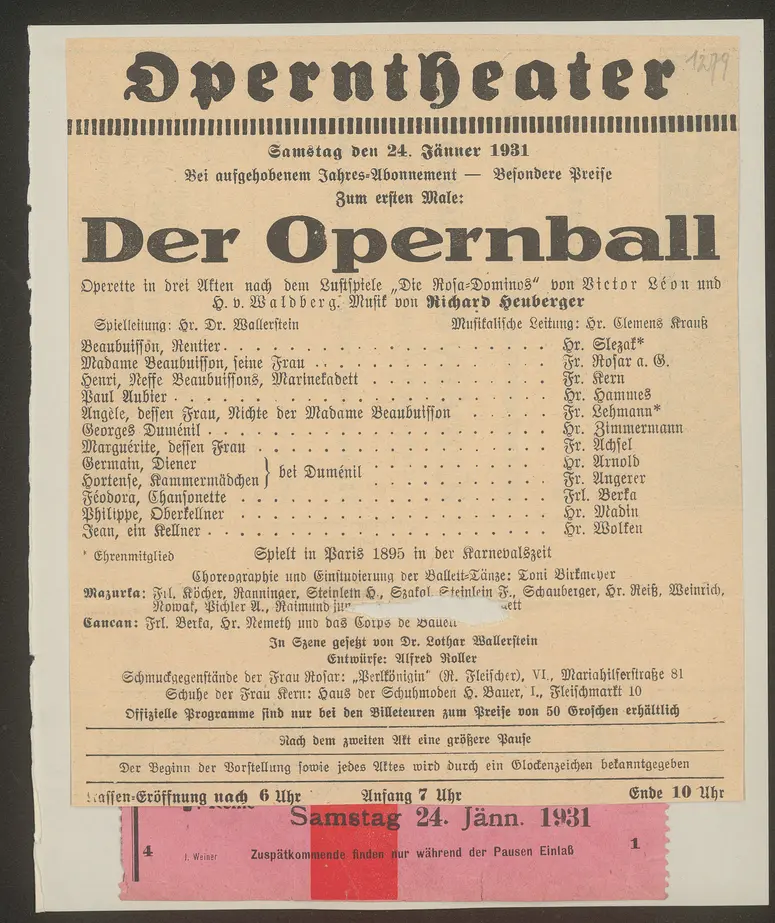 Operntheater
1279
Samstag den 24. Jänner 1931
Bei aufgehobenem Jahres-Abonnement — Besondere Preise
Zum ersten Male:
Der Opernball
Operette in drei Akten nach dem Lustspiele „Die Rosa-Dominos“ von Victor Léon und
H. v. Waldberg. Musik von Richard Heuberger
Spielleitung: Hr. Dr. Wallerstein Musikalische Leitung: Hr. Clemens Krauß
Beaubuisson, Rentier Hr. Slezak*
Madame Beaubuisson, seine Frau Fr. Rosar a. G.
Henri, Neffe Beaubuissons, Marinekadett Fr. Kern
Paul Aubier Hr. Hammes
Angèle, dessen Frau, Nichte der Madame Beaubuisson Fr. Lehmann*
Georges Duménil Hr. Zimmermann
Marguérite, dessen Frau Fr. Achsel
Germain, Diener Hr. Arnold
bei Duménil
Hortense, Kammermädchen Fr. Angerer
Féodora, Chansonette Frl. Berka
Philippe, Oberkellner Hr. Madin
Jean, ein Kellner Hr. Wolken
* Ehrenmitglied Spielt in Paris 1895 in der Karnevalszeit
Choreographie und Einstudierung der Ballett-Tänze: Toni Birkmeyer
Mazurka: Frl. Köcher, Ranninger, Steinlein H., Szakol, Steinlein F., Schauberger, Hr. Reiß, Weinrich,
Nowak, Pichler A., Raimund jun
Cancan: Frl. Berka, Hr. Nemeth und das Corps de Ballett
In Szene gesetzt von Dr. Lothar Wallerstein
Entwürfe: Alfred Roller
Schmuckgegenstände der Frau Rosar: „Perlkönigin“ (R. Fleischer), VI., Mariahilferstraße 81
Schuhe der Frau Kern: Haus der Schuhmoden H. Bauer, I., Fleischmarkt 10
Offizielle Programme sind nur bei den Billeteuren zum Preise von 50 Groschen erhältlich
Nach dem zweiten Akt eine größere Pause
Der Beginn der Vorstellung sowie jedes Aktes wird durch ein Glockenzeichen bekanntgegeben
Kassen-Eröffnung nach 6 Uhr Anfang 7 Uhr Ende 10 Uhr
Samstag 24. Jänn. 1931
4 J. Weiner Zuspätkommende finden nur während der Pausen Einlaß 1